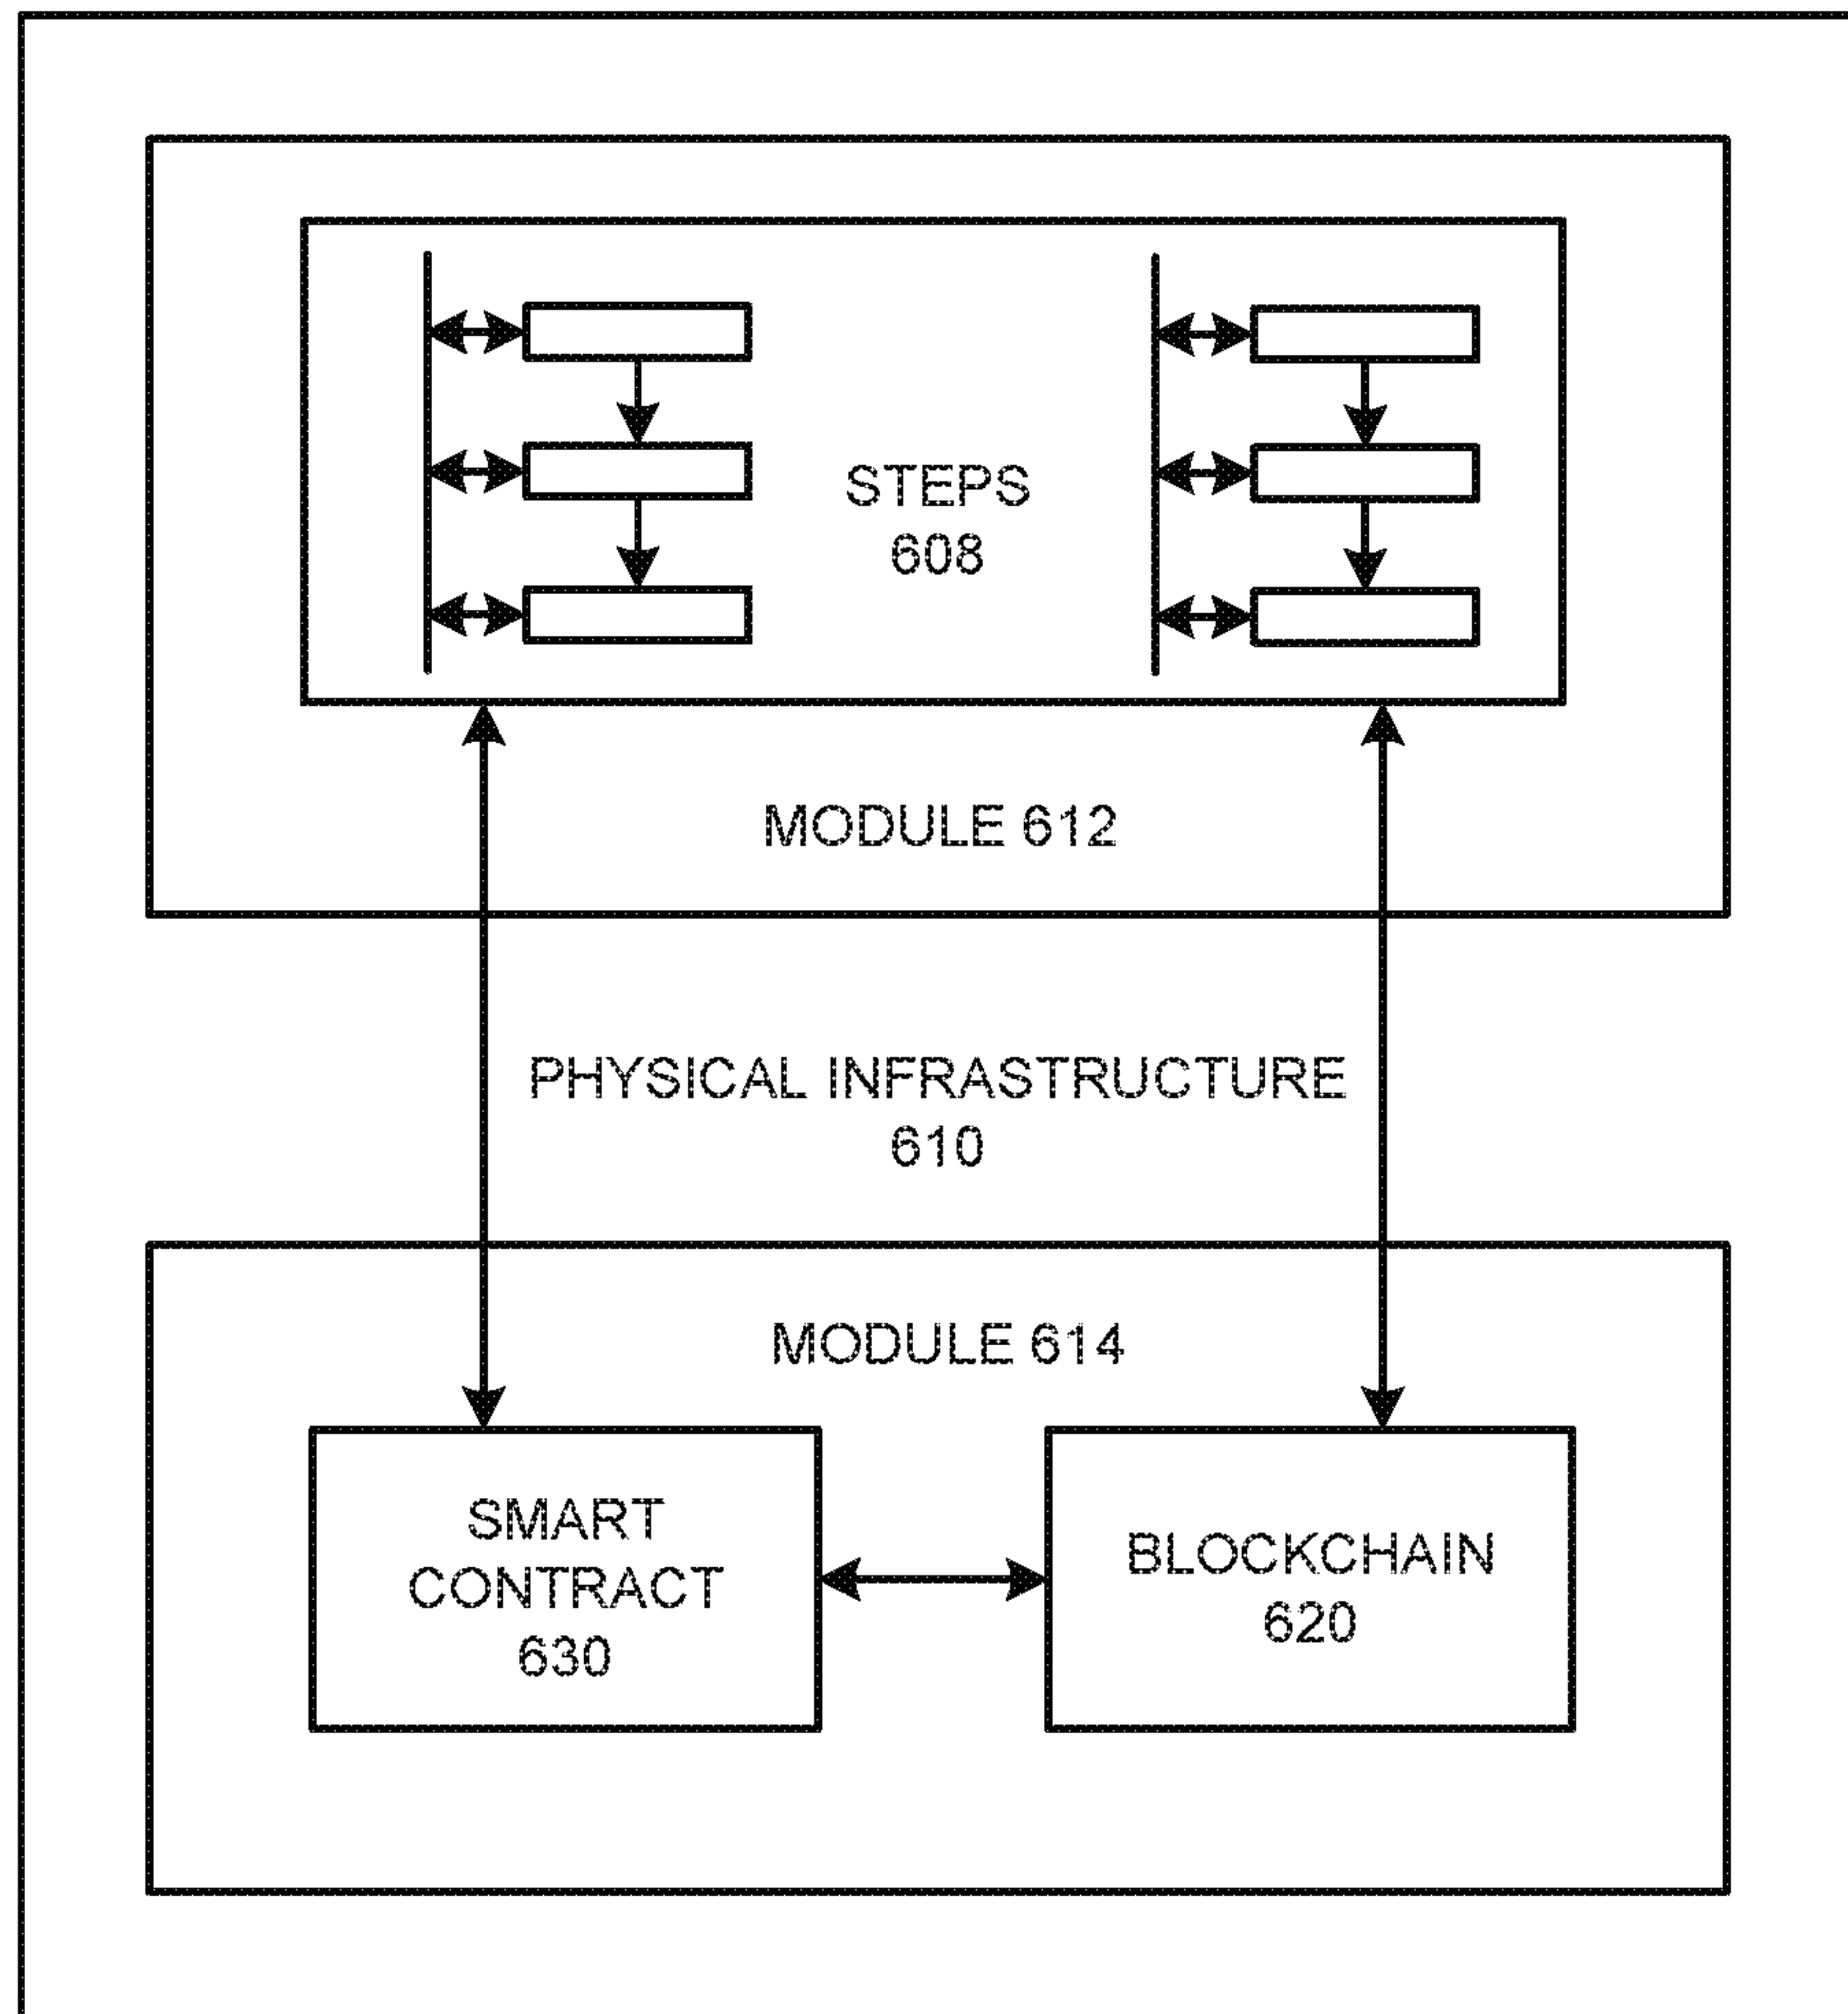 STEPS
608
MODULE 612
PHYSICAL INFRASTRUCTURE
610
MODULE 614
SMART
CONTRACT
630
BLOCKCHAIN
620